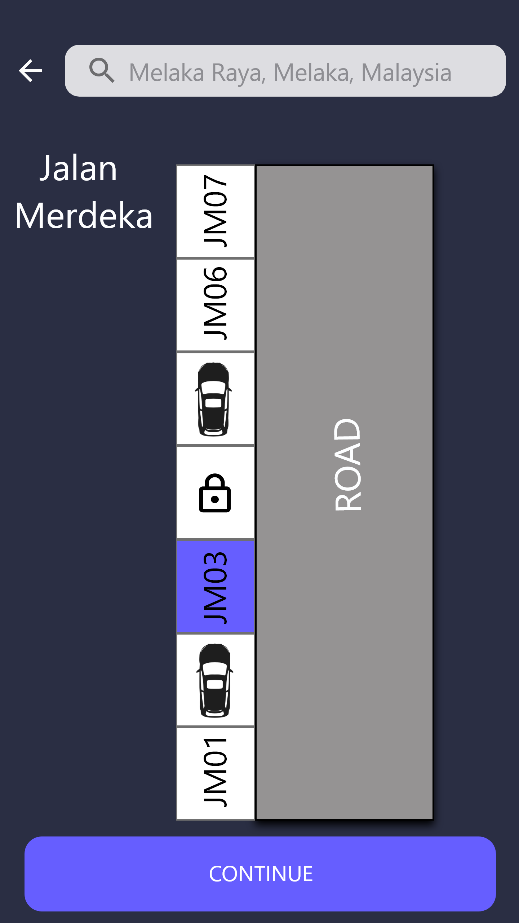 Melaka Raya, Melaka, Malaysia
Jalan
Merdeka
JM07
JM06
ROAD
JM03
JM01
CONTINUE